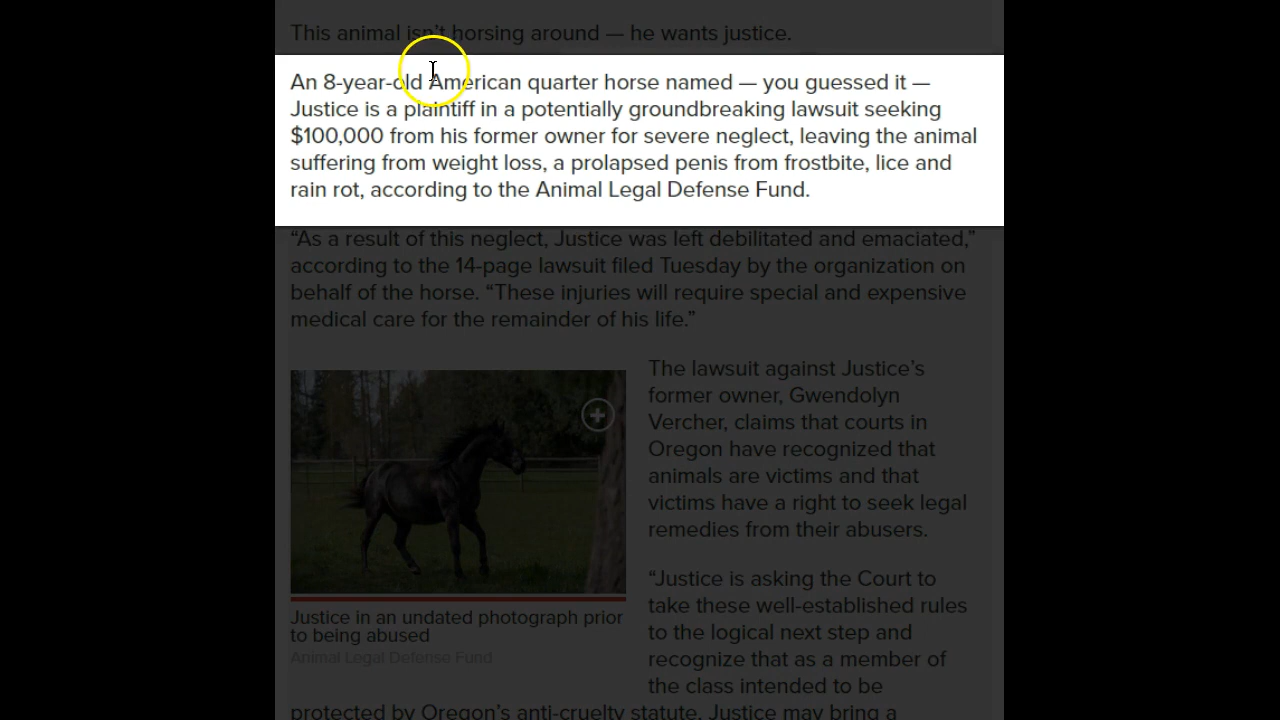 This animal isn't horsing around — he wants justice.
An 8-year-old American quarter horse named — you guessed it —
Justice is a plaintiff in a potentially groundbreaking lawsuit seeking
$100,000 from his former owner for severe neglect, leaving the animal
suffering from weight loss, a prolapsed penis from frostbite, lice and
rain rot, according to the Animal Legal Defense Fund.
“As a result of this neglect, Justice was left debilitated and emaciated,”
according to the 14-page lawsuit filed Tuesday by the organization on
behalf of the horse. “These injuries will require special and expensive
medical care for the remainder of his life.”
The lawsuit against Justice’s
former owner, Gwendolyn
Vercher, claims that courts in
Oregon have recognized that
animals are victims and that
victims have a right to seek legal
remedies from their abusers.
“Justice is asking the Court to
take these well-established rules
to the logical next step and
recognize that as a member of
the class intended to be
protected by Oregon’s anti-cruelty statute, Justice may bring a
Justice in an undated photograph prior
to being abused
Animal Legal Defense Fund